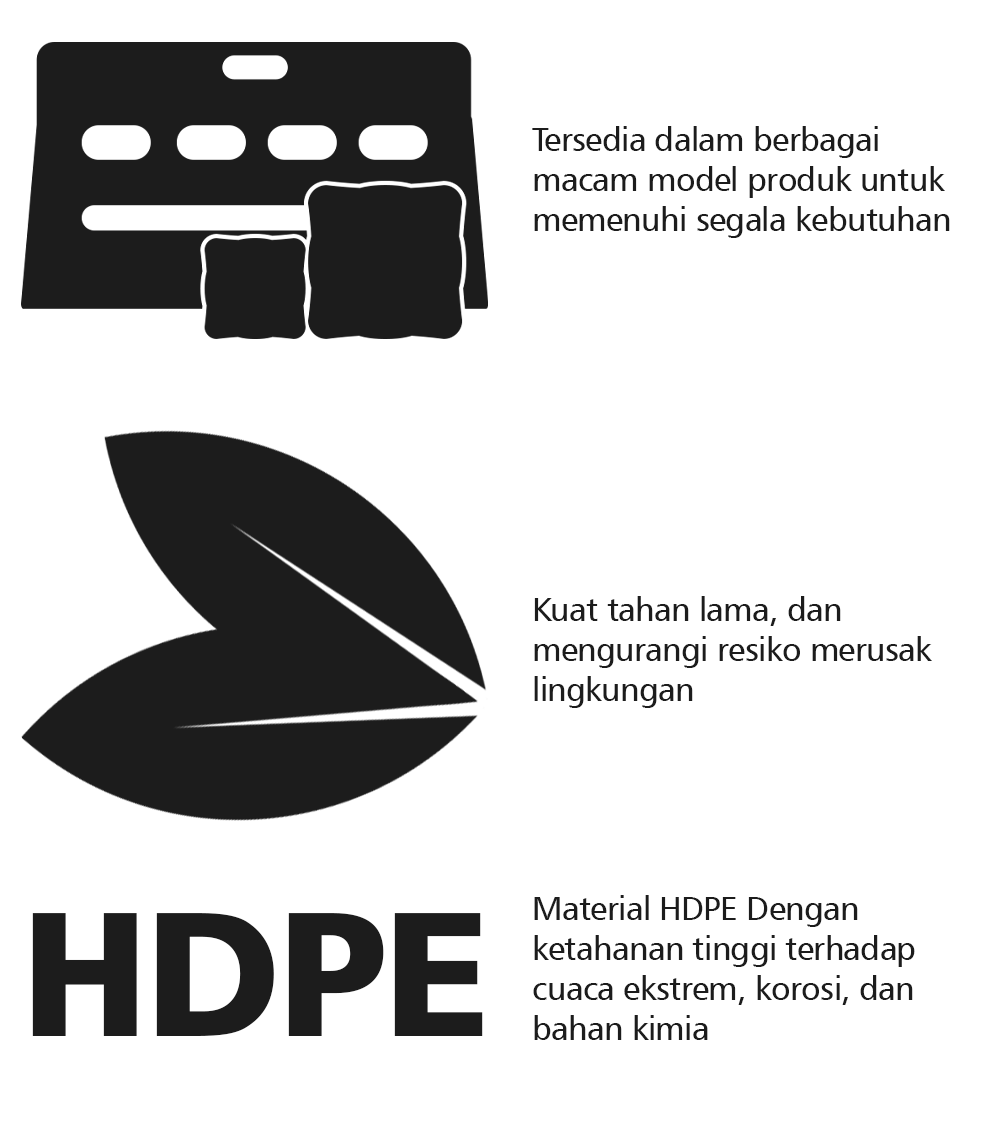 Tersedia dalam berbagai
macam model produk untuk
memenuhi segala kebutuhan
Kuat tahan lama, dan
mengurangi resiko merusak
lingkungan
HDPE
Material HDPE Dengan
ketahanan tinggi terhadap
cuaca ekstrem, korosi, dan
bahan kimia